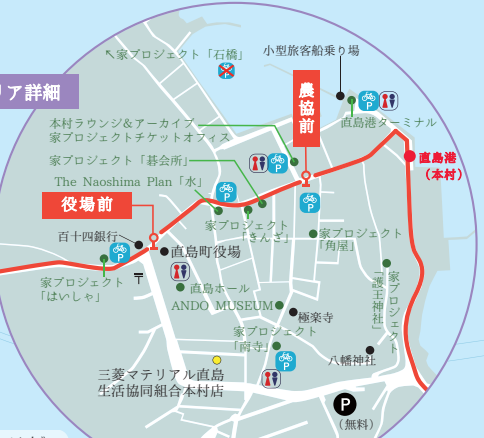 ↖家プロジェクト「石橋」
小型旅客船乗り場
リア詳細
農協前
直島港ターミナル
本村ラウンジ&アーカイブ
家プロジェクトチケットオフィス
家プロジェクト「碁会所」
The Naoshima Plan「水」
直島港
(本村)
役場前
家プロジェクト
「きんざ」
家プロジェクト
「角屋」
百十四銀行
直島町役場
家プロジェクト
「護王神社」
家プロジェクト
「はいしゃ」
〒
直島ホール
ANDO MUSEUM
極楽寺
家プロジェクト
「南寺」
八幡神社
三菱マテリアル直島
生活協同組合本村店
P
(無料)